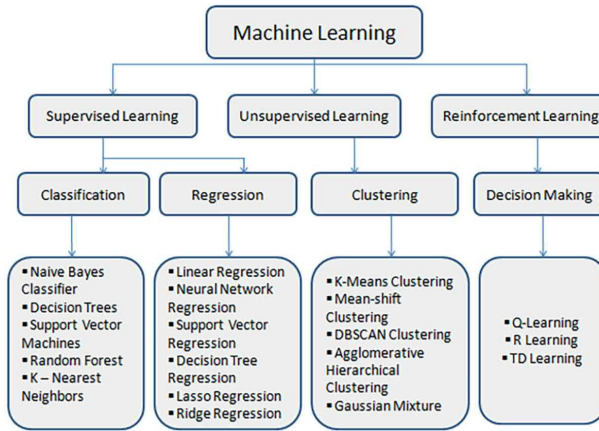 Machine Learning
Supervised Learning
Unsupervised Learning
Reinforcement Learning
Classification
Regression
Clustering
Decision Making
▪ Naive Bayes
Classifier
▪ Decision Trees
▪ Support Vector
Machines
▪ Random Forest
▪ K – Nearest
Neighbors
▪ Linear Regression
▪ Neural Network
Regression
▪ Support Vector
Regression
▪ Decision Tree
Regression
▪ Lasso Regression
▪ Ridge Regression
▪ K-Means Clustering
▪ Mean-shift
Clustering
▪ DBSCAN Clustering
▪ Agglomerative
Hierarchical
Clustering
▪ Gaussian Mixture
▪ Q-Learning
▪ R Learning
▪ TD Learning